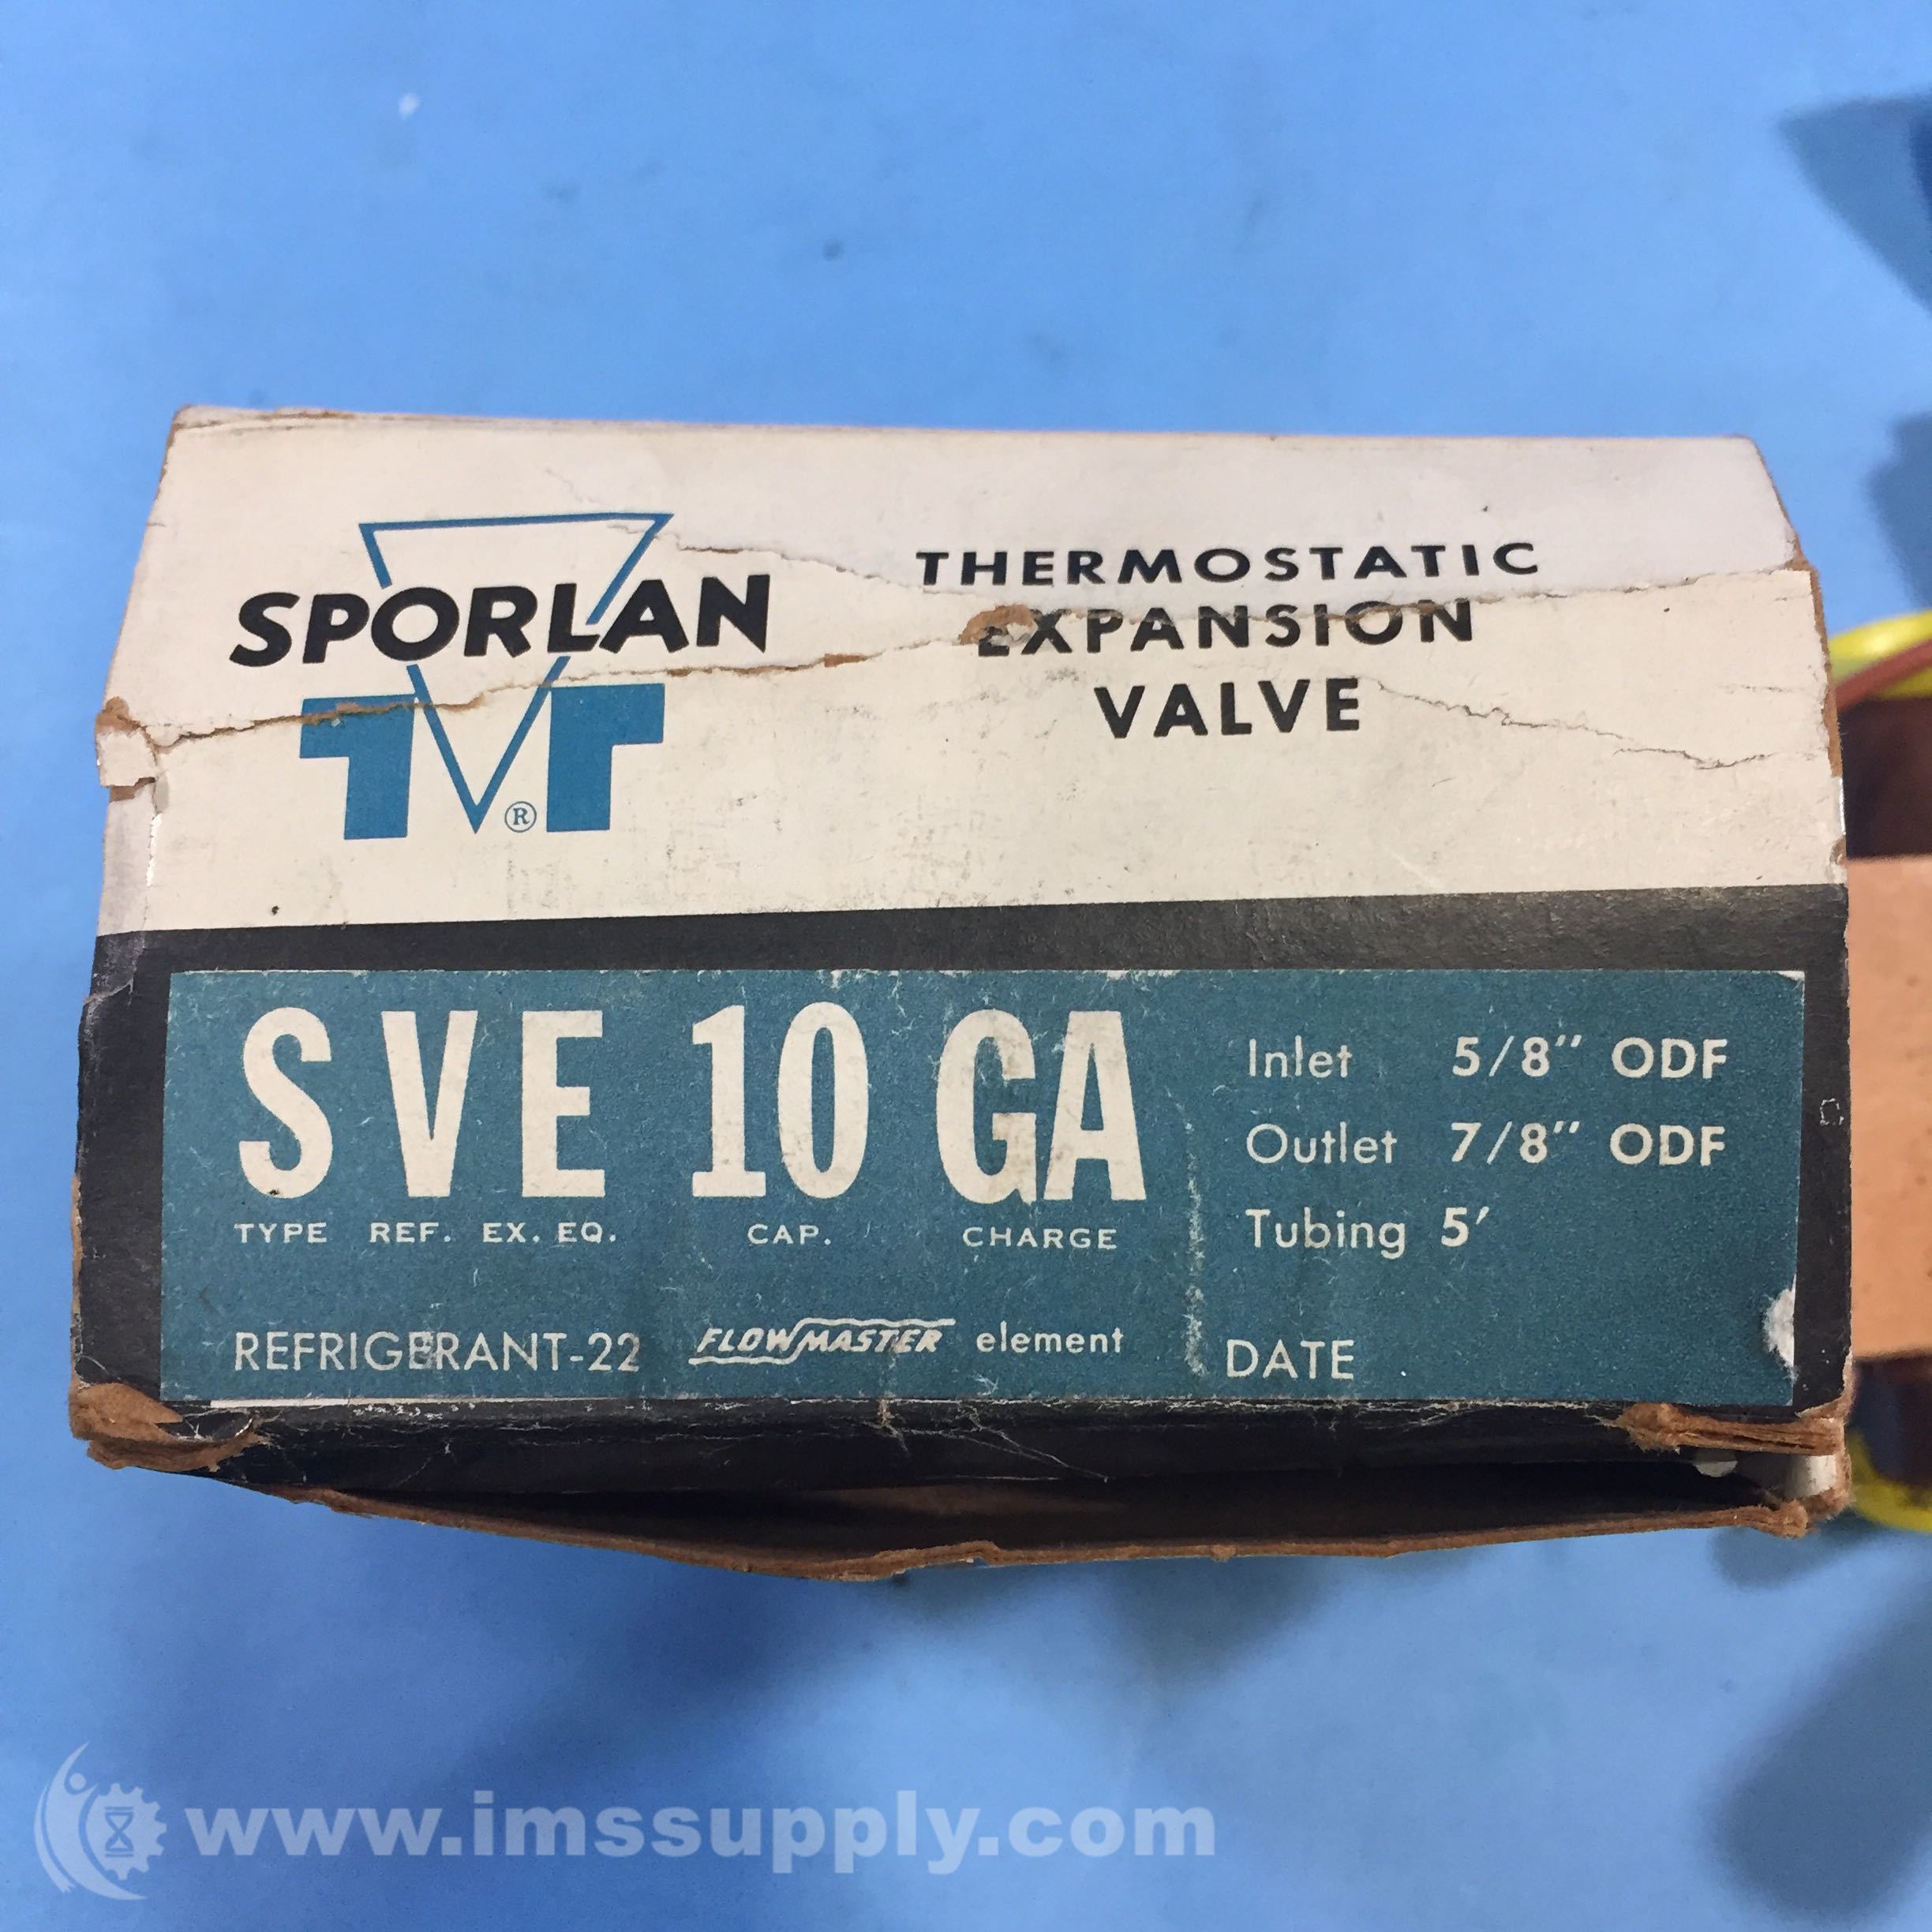 SPORLAN
®
THERMOSTATIC
EXPANSION
VALVE
S V E 10 GA
TYPE REF. EX. EQ. CAP. CHARGE
REFRIGERANT-22 FLOWMASTER element
Inlet 5/8" ODF
Outlet 7/8" ODF
Tubing 5'
DATE
www.imssupply.com